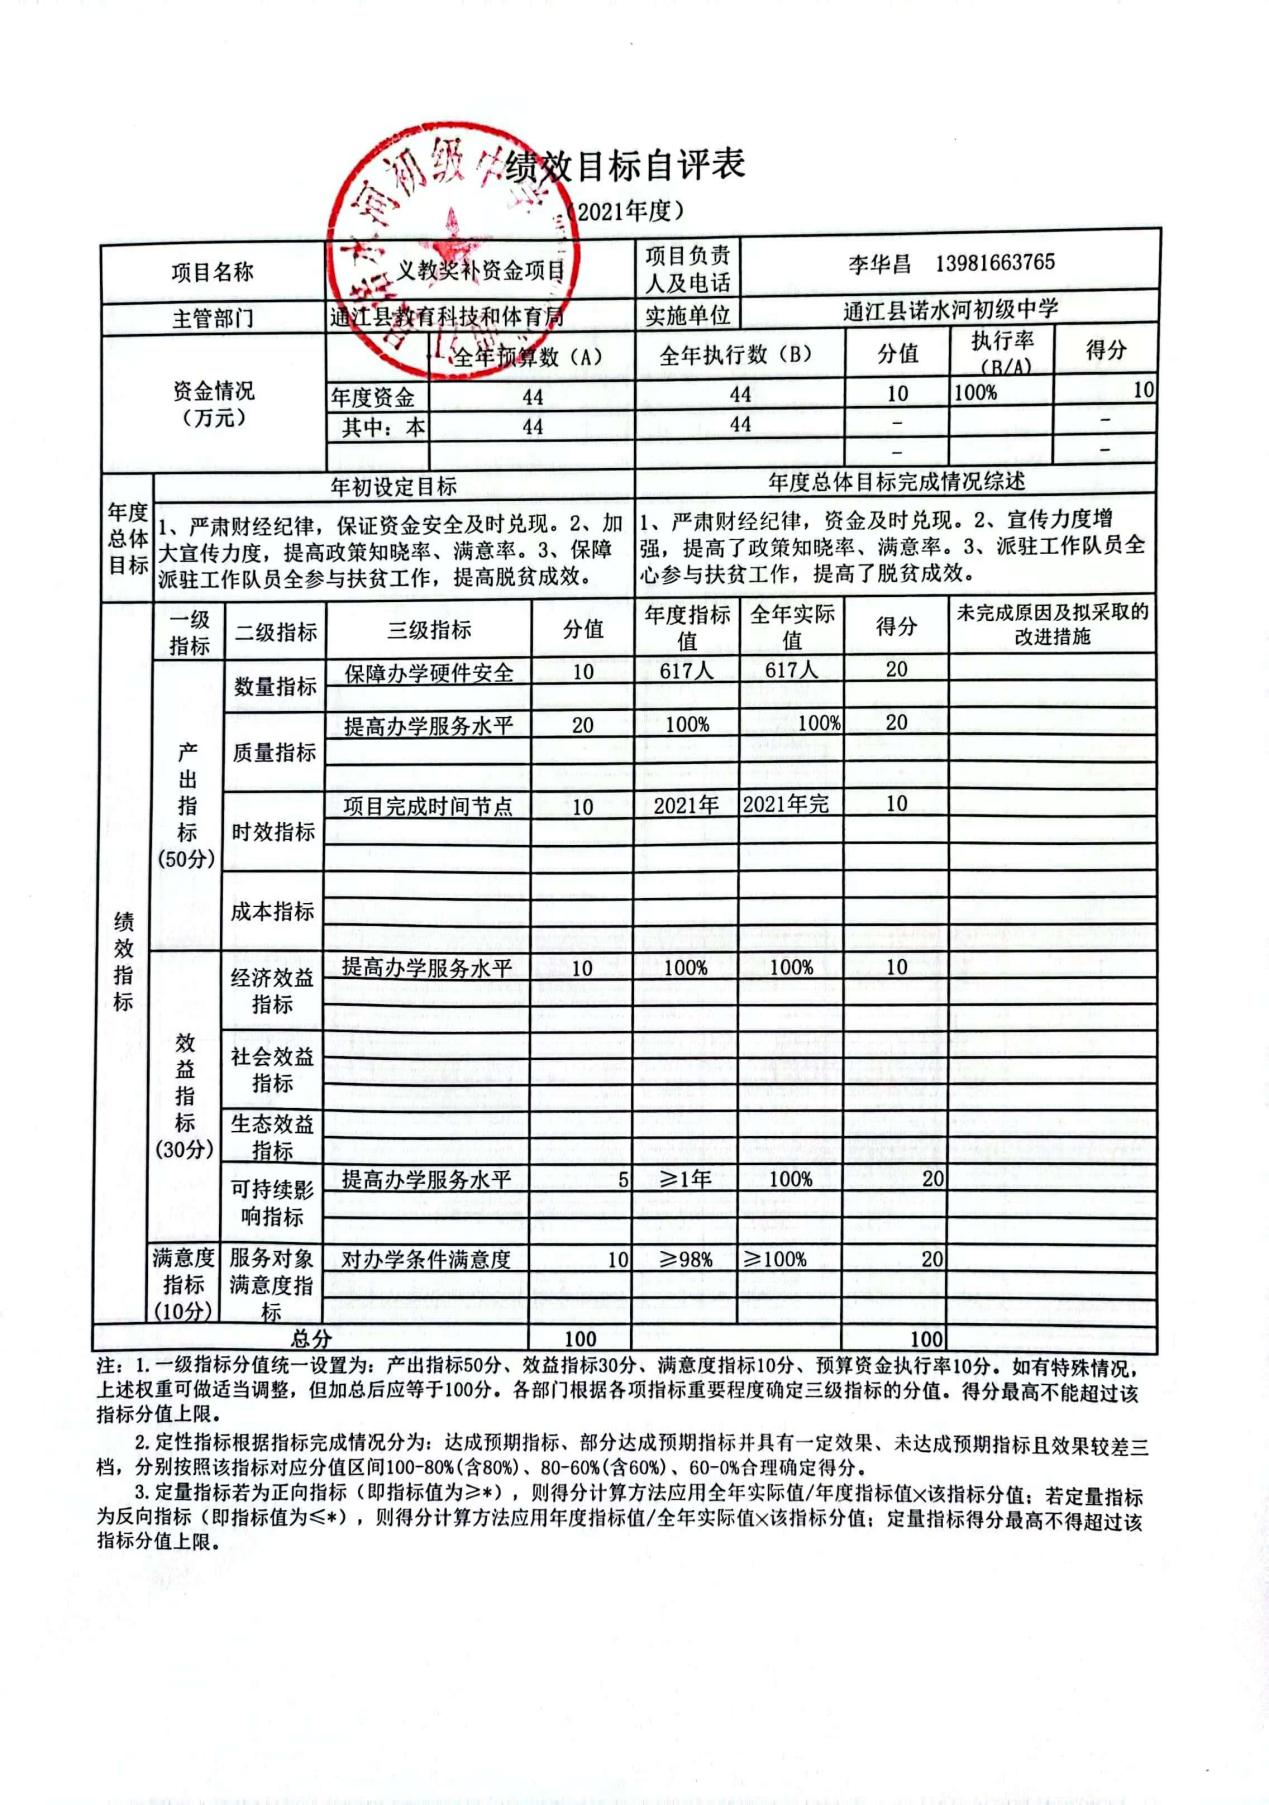 绩效目标自评表
（2021年度）
项目名称 义教奖补资金项目 项目负责人及电话 李华昌 13981663765
主管部门 通江县教育科技和体育局 实施单位 通江县诺水河初级中学
资金情况（万元） 全年预算数（A） 全年执行数（B） 分值 执行率（B/A） 得分
年度资金 44 44 10 100% 10
其中：本 44 44 － －
－ －
年度总体目标 年初设定目标 年度总体目标完成情况综述
1、严肃财经纪律，保证资金安全及时兑现。2、加
大宣传力度，提高政策知晓率、满意率。3、保障
派驻工作队员全参与扶贫工作，提高脱贫成效。
1、严肃财经纪律，资金及时兑现。2、宣传力度增
强，提高了政策知晓率、满意率。3、派驻工作队员全
心参与扶贫工作，提高了脱贫成效。
绩效指标 一级指标 二级指标 三级指标 分值 年度指标值 全年实际值 得分 未完成原因及拟采取的改进措施
产出指标(50分) 数量指标 保障办学硬件安全 10 617人 617人 20
质量指标 提高办学服务水平 20 100% 100% 20
时效指标 项目完成时间节点 10 2021年 2021年完 10
成本指标
效益指标(30分) 经济效益指标 提高办学服务水平 10 100% 100% 10
社会效益指标
生态效益指标
可持续影响指标 提高办学服务水平 5 ≥1年 100% 20
满意度指标(10分) 服务对象满意度指标 对办学条件满意度 10 ≥98% ≥100% 20
总分 100 100
注：1.一级指标分值统一设置为：产出指标50分、效益指标30分、满意度指标10分、预算资金执行率10分。如有特殊情况，
上述权重可做适当调整，但加总后应等于100分。各部门根据各项指标重要程度确定三级指标的分值。得分最高不能超过该
指标分值上限。
2.定性指标根据指标完成情况分为：达成预期指标、部分达成预期指标并具有一定效果、未达成预期指标且效果较差三
档，分别按照该指标对应分值区间100-80%(含80%)、80-60%(含60%)、60-0%合理确定得分。
3.定量指标若为正向指标（即指标值为≥*），则得分计算方法应用全年实际值/年度指标值×该指标分值；若定量指标
为反向指标（即指标值为≤*），则得分计算方法应用年度指标值/全年实际值×该指标分值；定量指标得分最高不得超过该
指标分值上限。